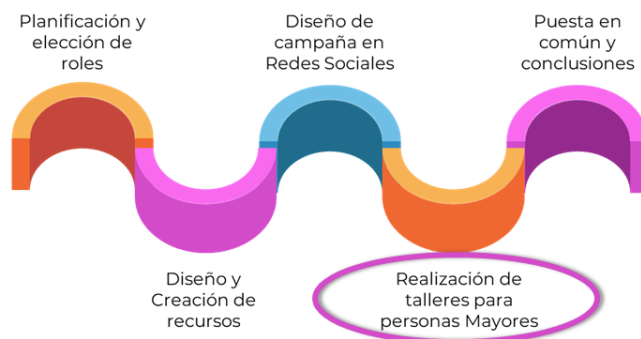 Planificación y
elección de
roles
Diseño y
Creación de
recursos
Diseño de
campaña en
Redes Sociales
Realización de
talleres para
personas Mayores
Puesta en
común y
conclusiones